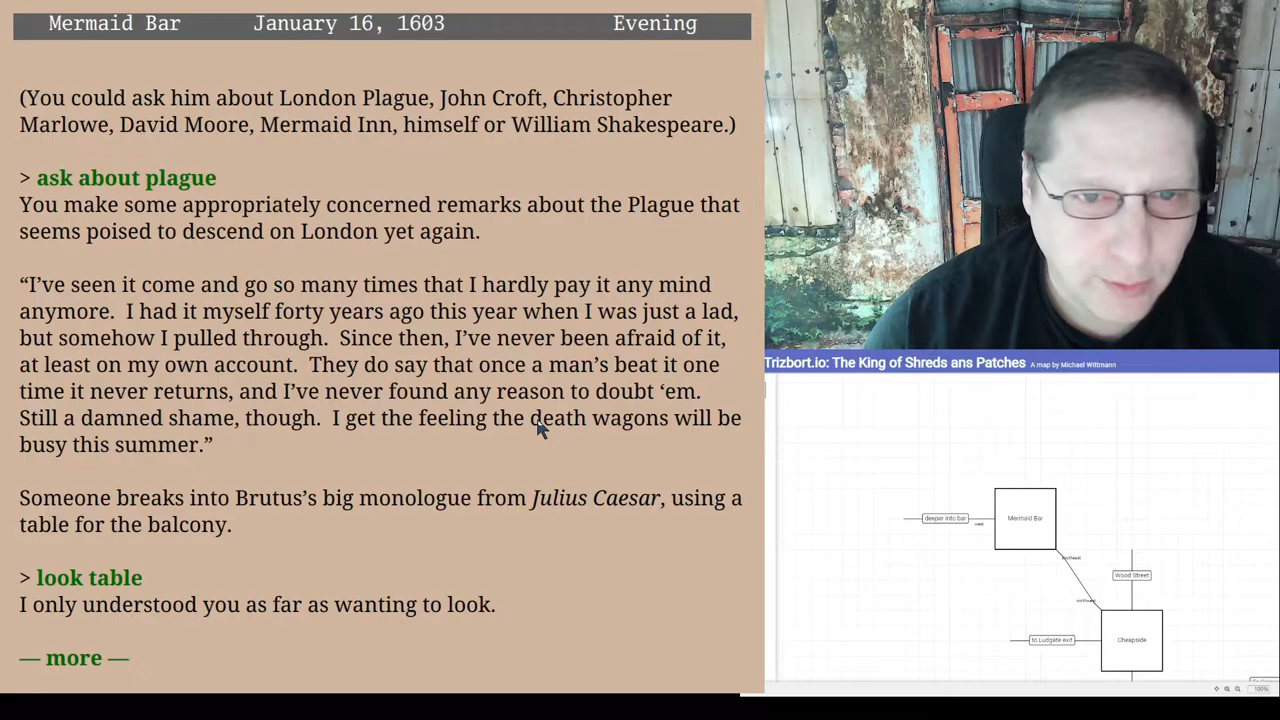 Mermaid Bar January 16, 1603 Evening
(You could ask him about London Plague, John Croft, Christopher
Marlowe, David Moore, Mermaid Inn, himself or William Shakespeare.)
> ask about plague
You make some appropriately concerned remarks about the Plague that
seems poised to descend on London yet again.
“I’ve seen it come and go so many times that I hardly pay it any mind
anymore. I had it myself forty years ago this year when I was just a lad,
but somehow I pulled through. Since then, I’ve never been afraid of it,
at least on my own account. They do say that once a man’s beat it one
time it never returns, and I’ve never found any reason to doubt ‘em.
Still a damned shame, though. I get the feeling the death wagons will be
busy this summer.”
Someone breaks into Brutus’s big monologue from Julius Caesar, using a
table for the balcony.
> look table
I only understood you as far as wanting to look.
— more —
Trizbort.io: The King of Shreds ans Patches A map by Michael Wittmann
deeper into bar
west
Mermaid Bar
southeast
Wood Street
northwest
to Ludgate exit
Cheapside
100%